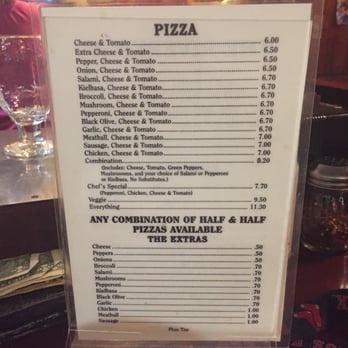 PIZZA
Cheese & Tomato 6.00
Extra Cheese & Tomato 6.50
Pepper, Cheese & Tomato 6.50
Onion, Cheese & Tomato 6.50
Salami, Cheese & Tomato 6.70
Kielbasa, Cheese & Tomato 6.70
Broccoli, Cheese & Tomato 6.70
Mushroom, Cheese & Tomato 6.70
Pepperoni, Cheese & Tomato 6.70
Black Olive, Cheese & Tomato 6.70
Garlic, Cheese & Tomato 6.70
Meatball, Cheese & Tomato 7.00
Sausage, Cheese & Tomato 7.00
Chicken, Cheese & Tomato 7.00
Combination 8.20
(Includes: Cheese, Tomato, Green Peppers,
Mushrooms, and your choice of Salami or Pepperoni
or Kielbasa, No Substitutes.)
Chef's Special 7.70
(Pepperoni, Chicken, Cheese & Tomato)
Veggie 9.50
Everything 11.30
ANY COMBINATION OF HALF & HALF
PIZZAS AVAILABLE
THE EXTRAS
Cheese .50
Peppers .50
Onions .50
Broccoli .70
Salami .70
Mushrooms .70
Pepperoni .70
Kielbasa .70
Black Olive .70
Garlic .70
Chicken 1.00
Meatball 1.00
Sausage 1.00
Plus Tax